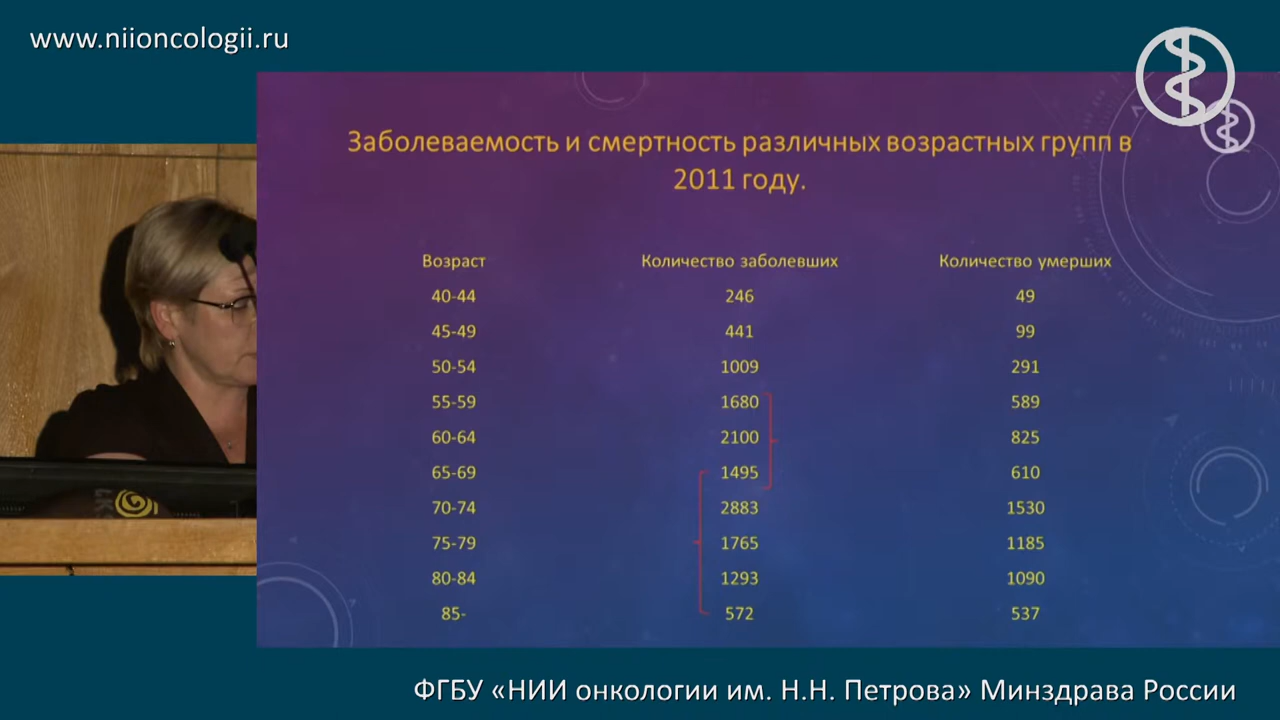 www.niioncologii.ru
Заболеваемость и смертность различных возрастных групп в
2011 году.
Возраст Количество заболевших Количество умерших
40-44 246 49
45-49 441 99
50-54 1009 291
55-59 1680 589
60-64 2100 825
65-69 1495 610
70-74 2883 1530
75-79 1765 1185
80-84 1293 1090
85- 572 537
ФГБУ «НИИ онкологии им. Н.Н. Петрова» Минздрава России